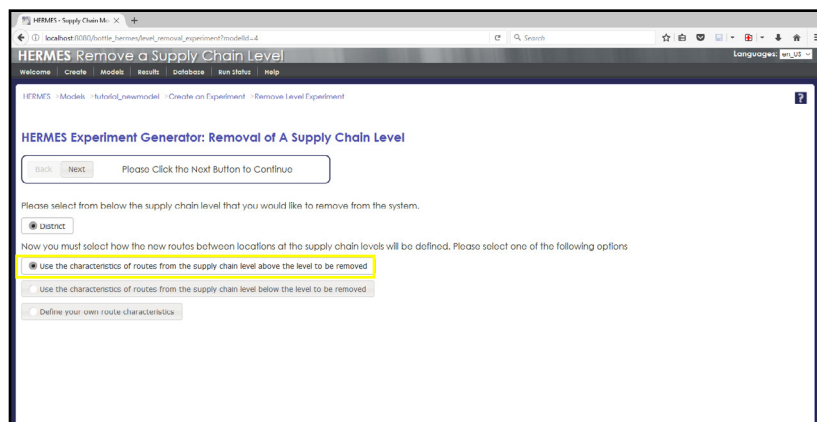 HERMES - Supply Chain Mo × +
localhost:8080/bottle_hermes/level_removal_experiment?modelId=4 Search
HERMES Remove a Supply Chain Level Languages: en_US
Welcome Create Models Results Database Run Status Help
HERMES >Models >tutorial_newmodel >Create an Experiment >Remove Level Experiment ?
HERMES Experiment Generator: Removal of A Supply Chain Level
Back Next Please Click the Next Button to Continue
Please select from below the supply chain level that you would like to remove from the system.
District
Now you must select how the new routes between locations at the supply chain levels will be defined. Please select one of the following options
Use the characteristics of routes from the supply chain level above the level to be removed
Use the characteristics of routes from the supply chain level below the level to be removed
Define your own route characteristics